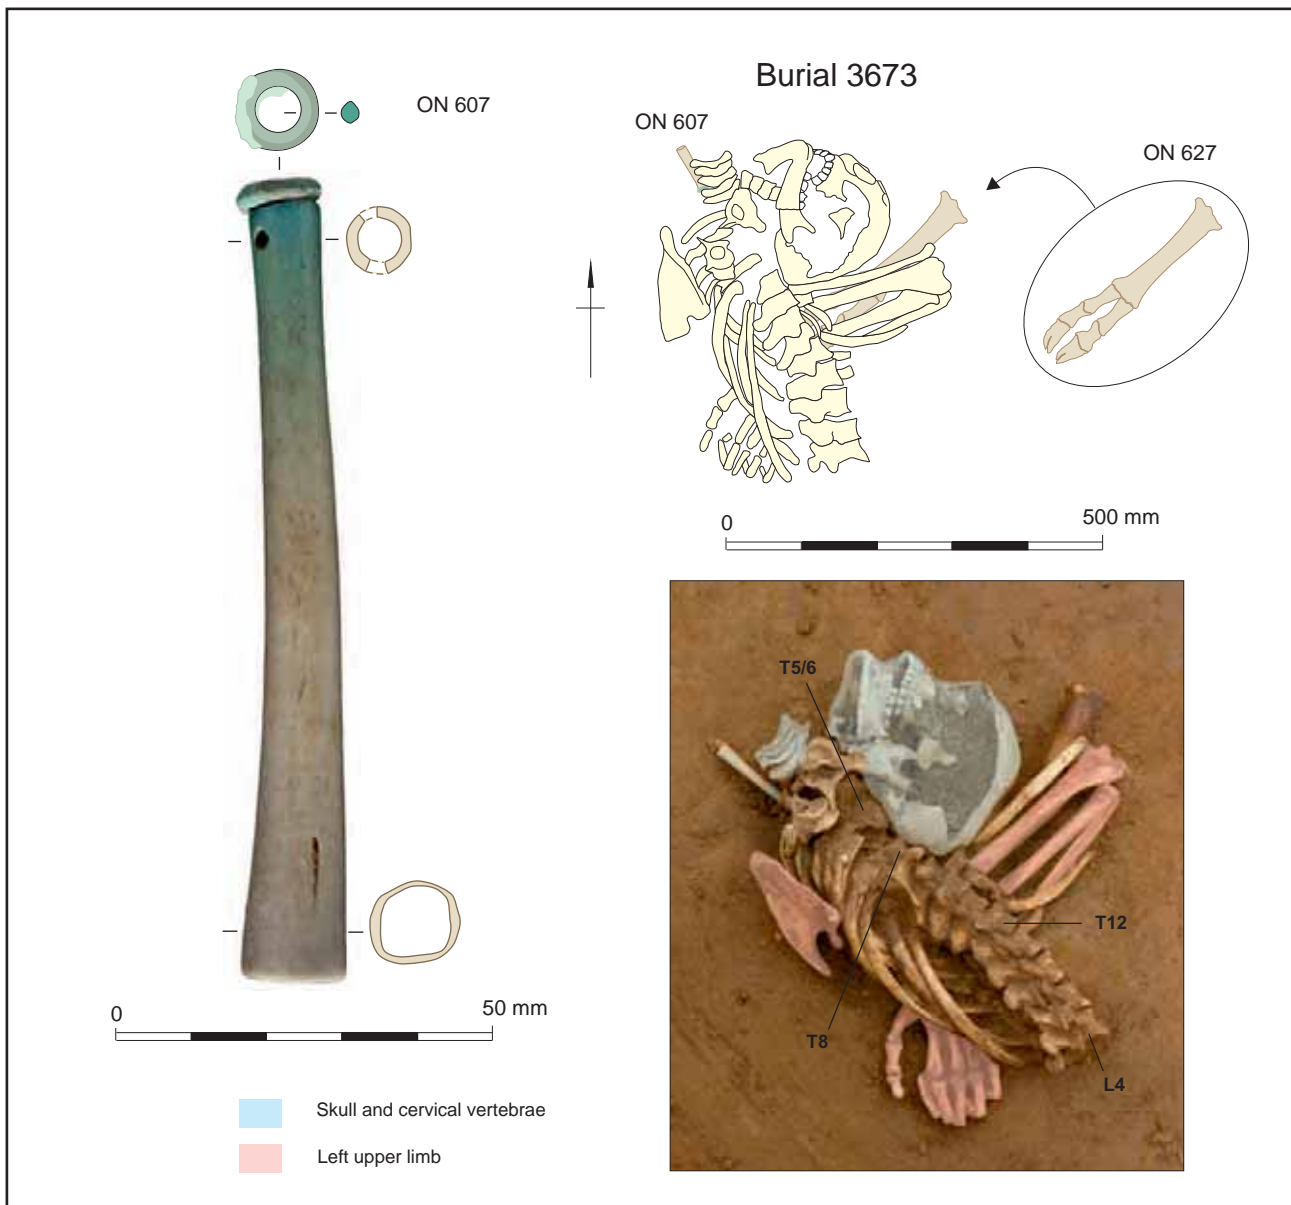 Burial 3673
ON 607
ON 607
ON 627
0 500 mm
T5/6
T12
T8
L4
0 50 mm
Skull and cervical vertebrae
Left upper limb